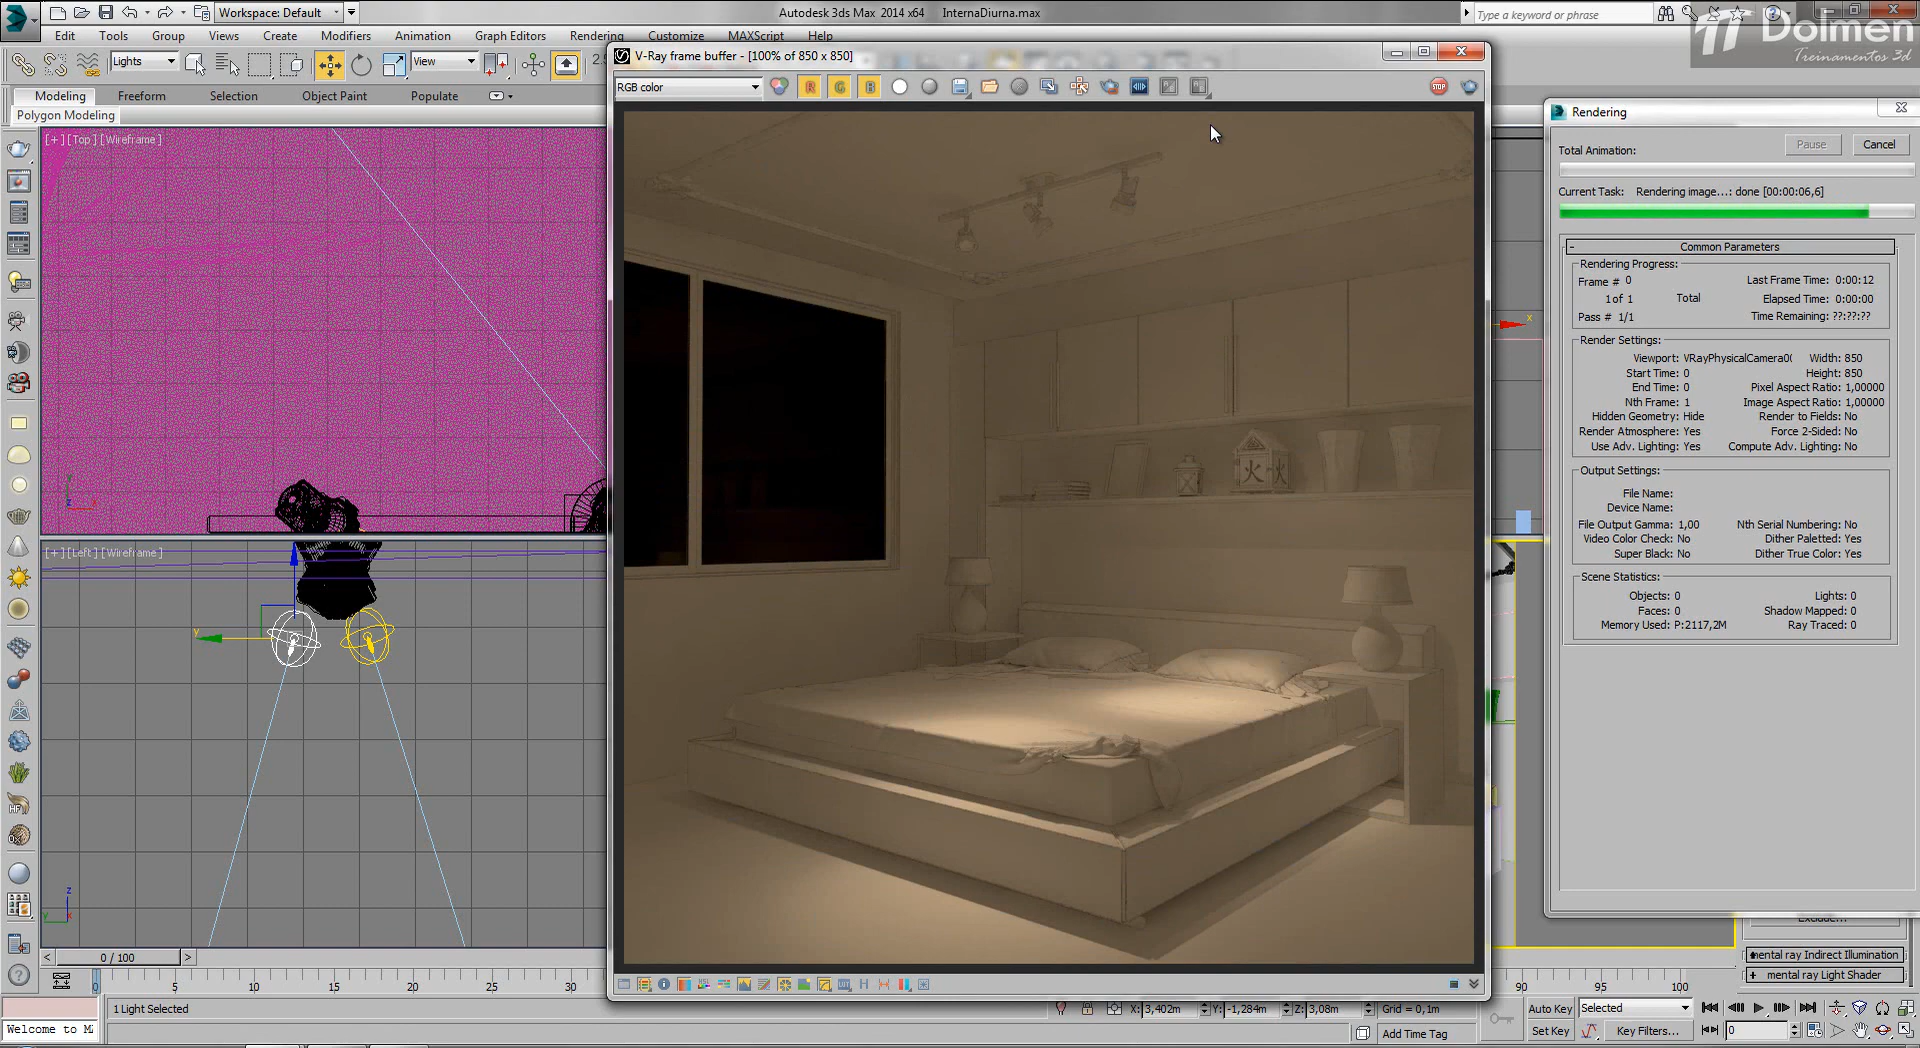 Workspace: Default
Autodesk 3ds Max 2014 x64 InternaDiurna.max
Type a keyword or phrase
Edit Tools Group Views Create Modifiers Animation Graph Editors Rendering Customize MAXScript Help
Dolmen
Treinamentos 3d
Lights View
Modeling Freeform Selection Object Paint Populate
Polygon Modeling
[+][Top][Wireframe]
[+][Left][Wireframe]
V-Ray frame buffer - [100% of 850 x 850]
RGB color
R G B
STOP
火 火
Rendering
Total Animation:
Pause Cancel
Current Task: Rendering image...: done [00:00:06,6]
- Common Parameters
Rendering Progress:
Frame # 0 Last Frame Time: 0:00:12
1 of 1 Total Elapsed Time: 0:00:00
Pass # 1/1 Time Remaining: ??:??:??
Render Settings:
Viewport: VRayPhysicalCamera0( Width: 850
Start Time: 0 Height: 850
End Time: 0 Pixel Aspect Ratio: 1,00000
Nth Frame: 1 Image Aspect Ratio: 1,00000
Hidden Geometry: Hide Render to Fields: No
Render Atmosphere: Yes Force 2-Sided: No
Use Adv. Lighting: Yes Compute Adv. Lighting: No
Output Settings:
File Name:
Device Name:
File Output Gamma: 1,00 Nth Serial Numbering: No
Video Color Check: No Dither Paletted: Yes
Super Black: No Dither True Color: Yes
Scene Statistics:
Objects: 0 Lights: 0
Faces: 0 Shadow Mapped: 0
Memory Used: P:2117,2M Ray Traced: 0
Exclude...
mental ray Indirect Illumination
+ mental ray Light Shader
< 0 / 100 >
0 5 10 15 20 25 30 90 95 100
1 Light Selected
X: 3,402m Y: -1,284m Z: 3,08m Grid = 0,1m
Auto Key Selected
Welcome to MA
Add Time Tag
Set Key Key Filters... 0